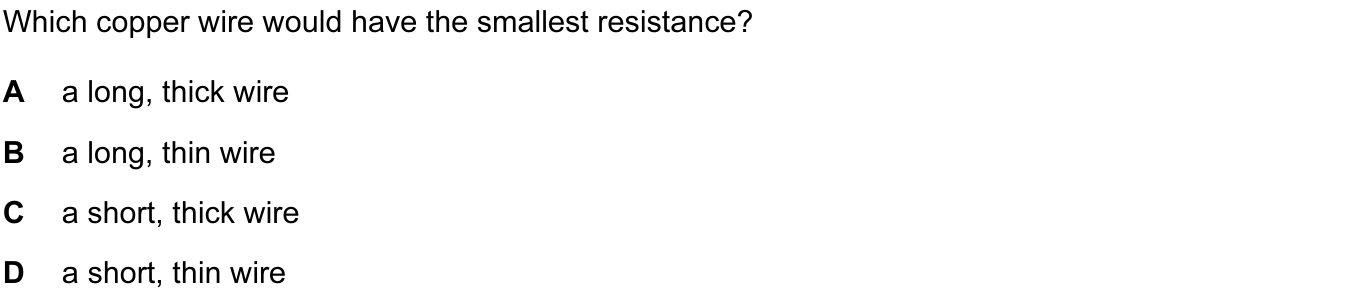 Which copper wire would have the smallest resistance?
A a long, thick wire
B a long, thin wire
C a short, thick wire
D a short, thin wire